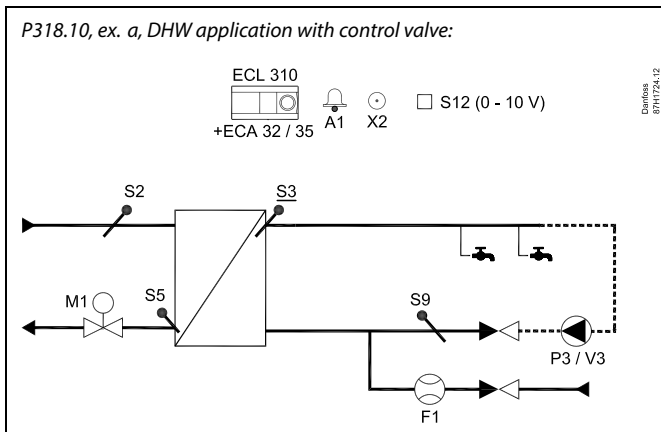 P318.10, ex. a, DHW application with control valve:
ECL 310
+ECA 32 / 35
A1
X2
S12 (0 - 10 V)
Danfoss
87H1724.12
S2
S3
M1
S5
S9
P3 / V3
F1